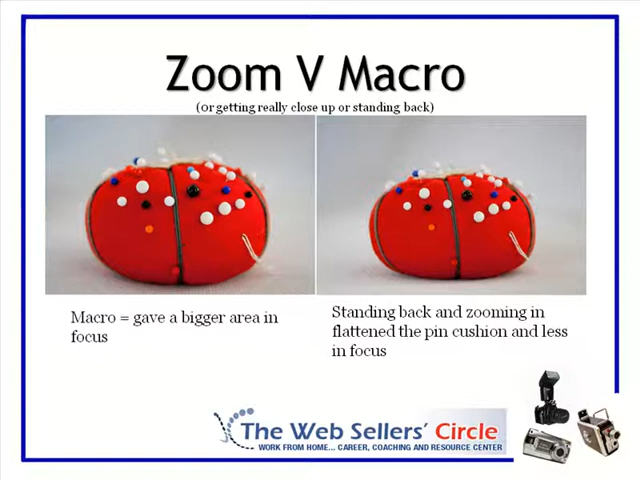 Zoom V Macro
(Or getting really close up or standing back)
Macro = gave a bigger area in
focus
Standing back and zooming in
flattened the pin cushion and less
in focus
The Web Sellers' Circle
WORK FROM HOME... CAREER, COACHING AND RESOURCE CENTER